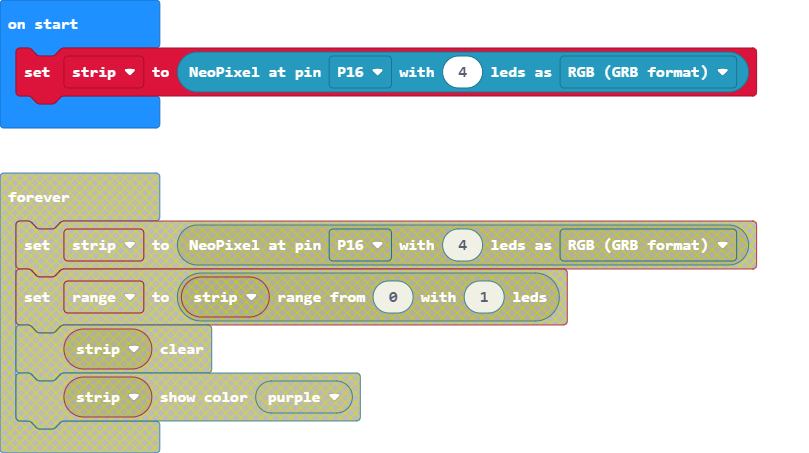 on start
set strip to NeoPixel at pin P16 with 4 leds as RGB (GRB format)
forever
set strip to NeoPixel at pin P16 with 4 leds as RGB (GRB format)
set range to strip range from 0 with 1 leds
strip clear
strip show color purple